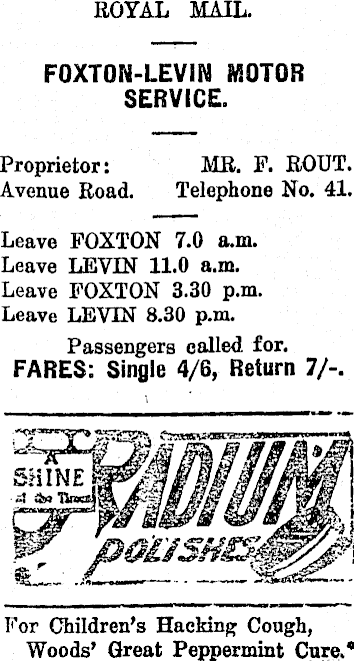 ROYAL MAIL.
FOXTON-LEVIN MOTOR
SERVICE.
Proprietor: MR. F. ROUT.
Avenue Road. Telephone No. 41.
Leave FOXTON 7.0 a.m.
Leave LEVIN 11.0 a.m.
Leave FOXTON 3.30 p.m.
Leave LEVIN 8.30 p.m.
Passengers called for.
FARES: Single 4/6, Return 7/-.
A
SHINE
RADIUM
POLISHES
For Children's Hacking Cough,
Woods' Great Peppermint Cure.*